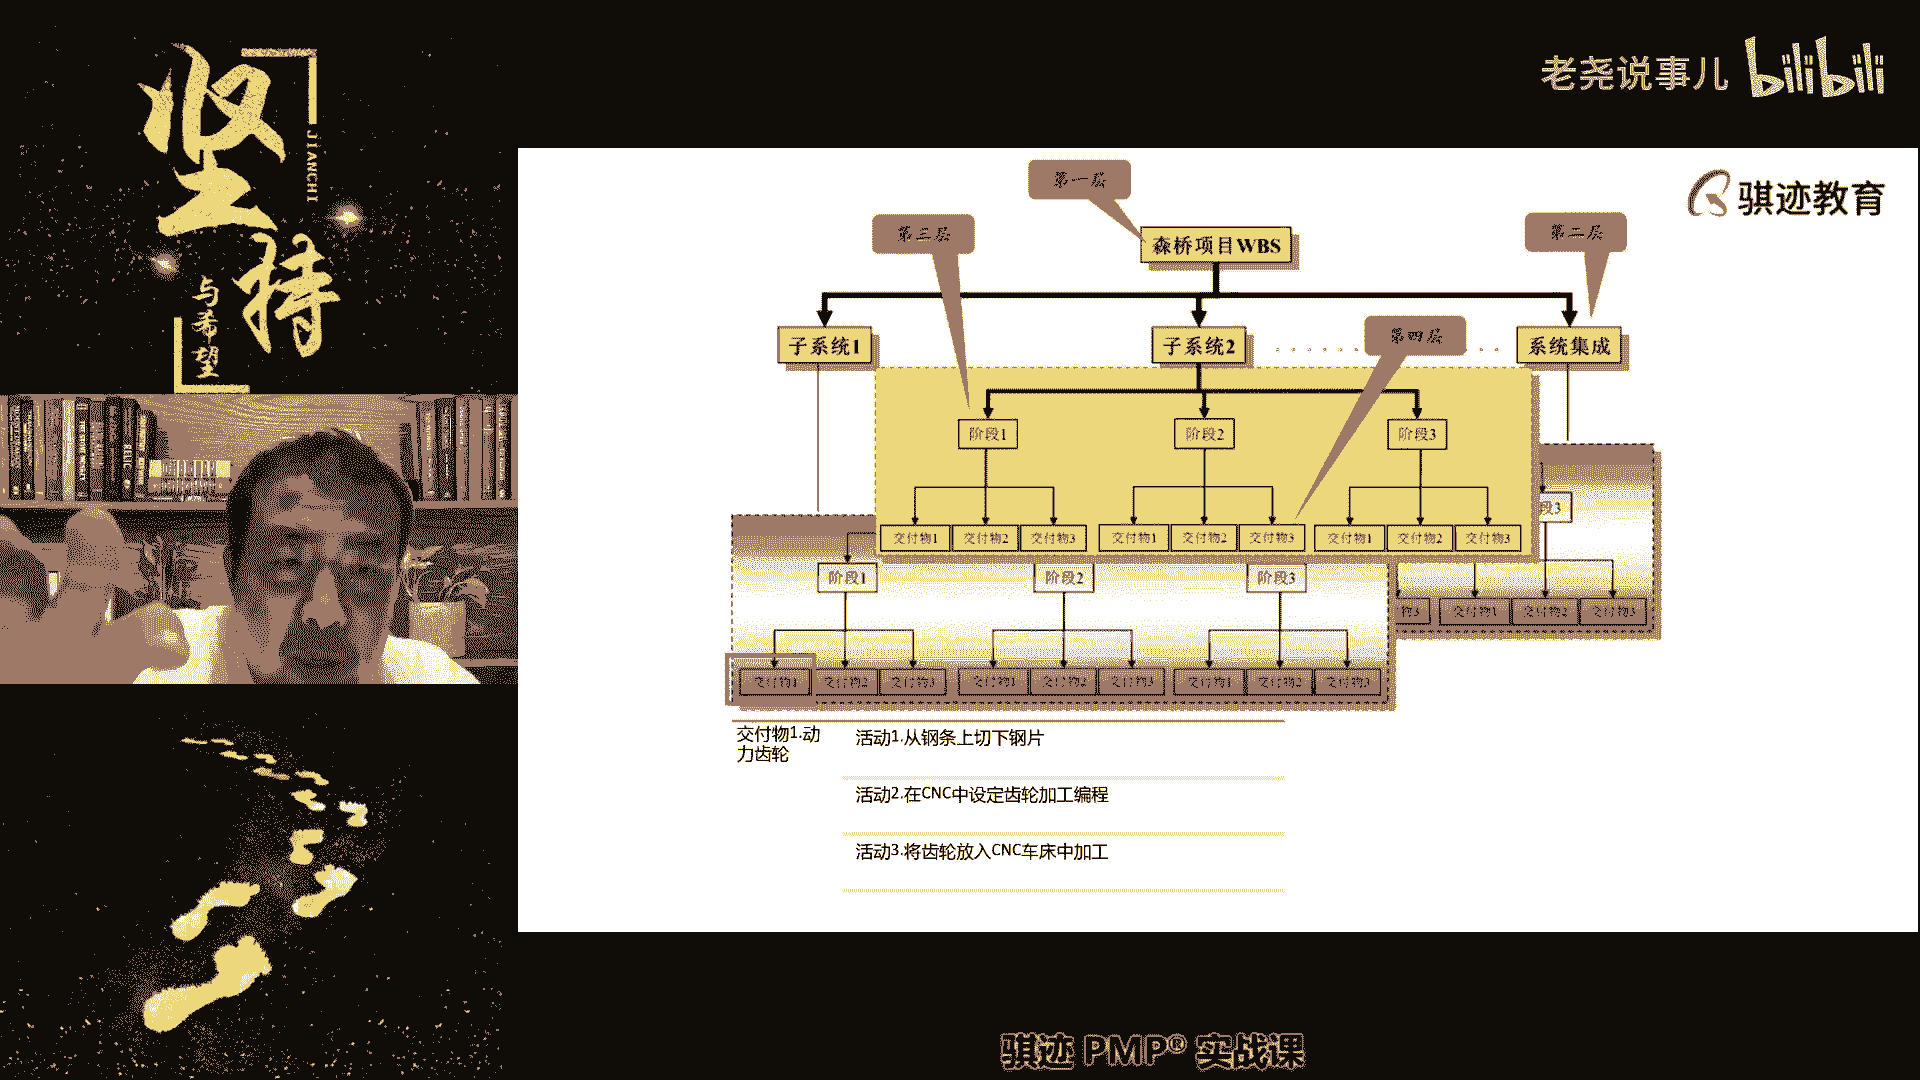 坚持
JIANCHI
与希望
老尧说事儿 bilibili
骐迹教育
第一层
第三层
第二层
森桥项目WBS
子系统1
子系统2
第四层
系统集成
阶段1
阶段2
阶段3
段3
交付物1 交付物2 交付物3
交付物1 交付物2 交付物3
交付物1 交付物2 交付物3
阶段1
阶段2
阶段3
物3 交付物1 交付物2 交付物3
交付物1 交付物2 交付物3
交付物1 交付物2 交付物3
交付物1 交付物2 交付物3
交付物1.动
力齿轮
活动1.从钢条上切下钢片
活动2.在CNC中设定齿轮加工编程
活动3.将齿轮放入CNC车床中加工
骐迹 PMP® 实战课